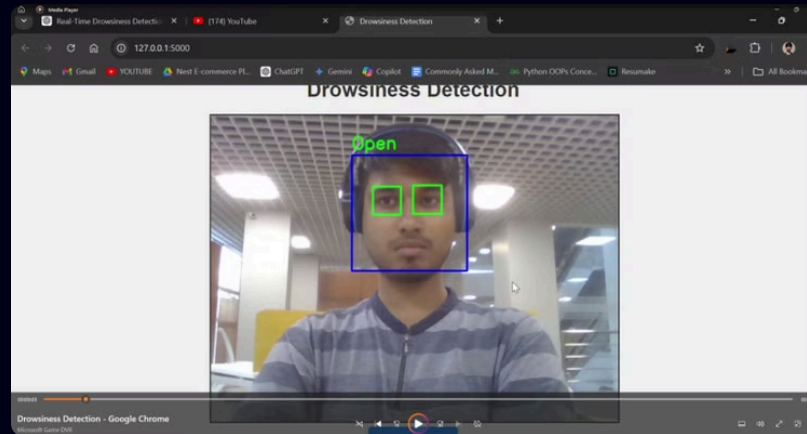 Media Player
Real-Time Drowsiness Detectio
(174) YouTube
Drowsiness Detection
127.0.0.1:5000
Maps
Gmail
YOUTUBE
Nest E-commerce Pl...
ChatGPT
Gemini
Copilot
Commonly Asked M...
Python OOPs Conce...
Resumake
»
All Bookma
Drowsiness Detection
Open
Drowsiness Detection - Google Chrome
Microsoft Game DVR